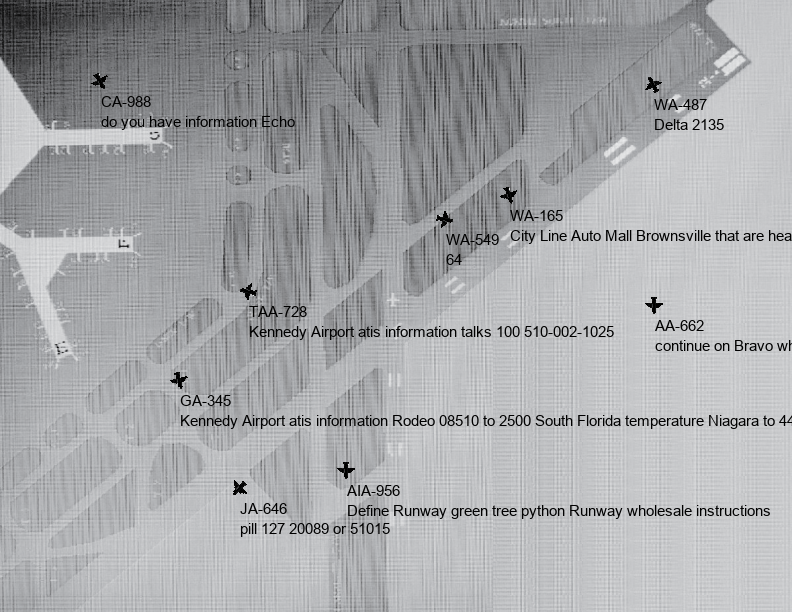 CA-988
do you have information Echo
WA-487
Delta 2135
WA-165
City Line Auto Mall Brownsville that are hea
WA-549
64
TAA-728
Kennedy Airport atis information talks 100 510-002-1025
AA-662
continue on Bravo wh
GA-345
Kennedy Airport atis information Rodeo 08510 to 2500 South Florida temperature Niagara to 44
AIA-956
Define Runway green tree python Runway wholesale instructions
JA-646
pill 127 20089 or 51015